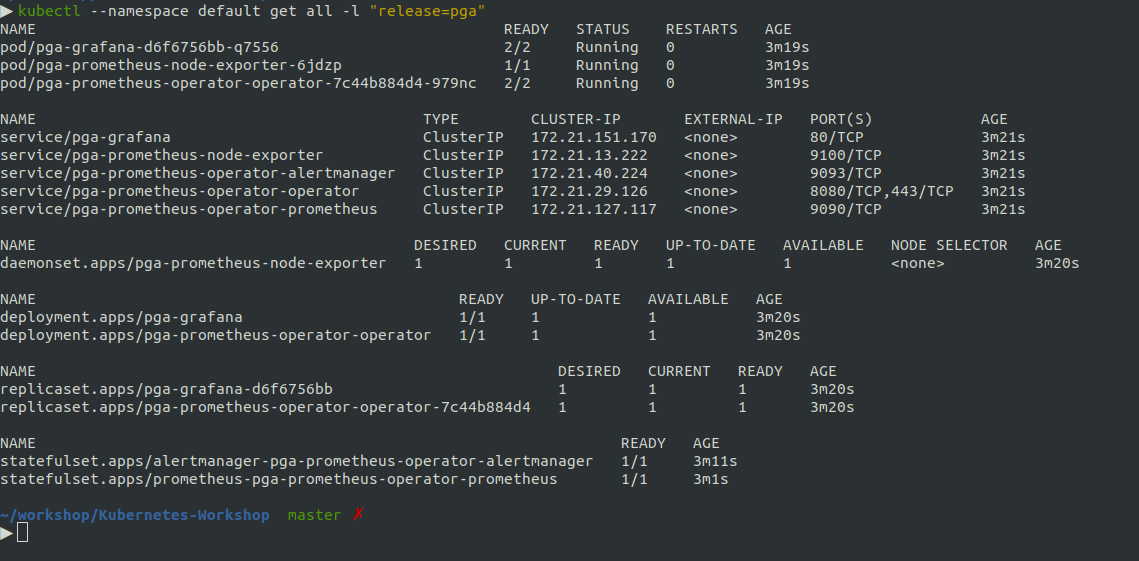 ▶ kubectl --namespace default get all -l "release=pga"
NAME READY STATUS RESTARTS AGE
pod/pga-grafana-d6f6756bb-q7556 2/2 Running 0 3m19s
pod/pga-prometheus-node-exporter-6jdzp 1/1 Running 0 3m19s
pod/pga-prometheus-operator-operator-7c44b884d4-979nc 2/2 Running 0 3m19s
NAME TYPE CLUSTER-IP EXTERNAL-IP PORT(S) AGE
service/pga-grafana ClusterIP 172.21.151.170 <none> 80/TCP 3m21s
service/pga-prometheus-node-exporter ClusterIP 172.21.13.222 <none> 9100/TCP 3m21s
service/pga-prometheus-operator-alertmanager ClusterIP 172.21.40.224 <none> 9093/TCP 3m21s
service/pga-prometheus-operator-operator ClusterIP 172.21.29.126 <none> 8080/TCP,443/TCP 3m21s
service/pga-prometheus-operator-prometheus ClusterIP 172.21.127.117 <none> 9090/TCP 3m21s
NAME DESIRED CURRENT READY UP-TO-DATE AVAILABLE NODE SELECTOR AGE
daemonset.apps/pga-prometheus-node-exporter 1 1 1 1 1 <none> 3m20s
NAME READY UP-TO-DATE AVAILABLE AGE
deployment.apps/pga-grafana 1/1 1 1 3m20s
deployment.apps/pga-prometheus-operator-operator 1/1 1 1 3m20s
NAME DESIRED CURRENT READY AGE
replicaset.apps/pga-grafana-d6f6756bb 1 1 1 3m20s
replicaset.apps/pga-prometheus-operator-operator-7c44b884d4 1 1 1 3m20s
NAME READY AGE
statefulset.apps/alertmanager-pga-prometheus-operator-alertmanager 1/1 3m11s
statefulset.apps/prometheus-pga-prometheus-operator-prometheus 1/1 3m1s
~/workshop/Kubernetes-Workshop master ✗
▶